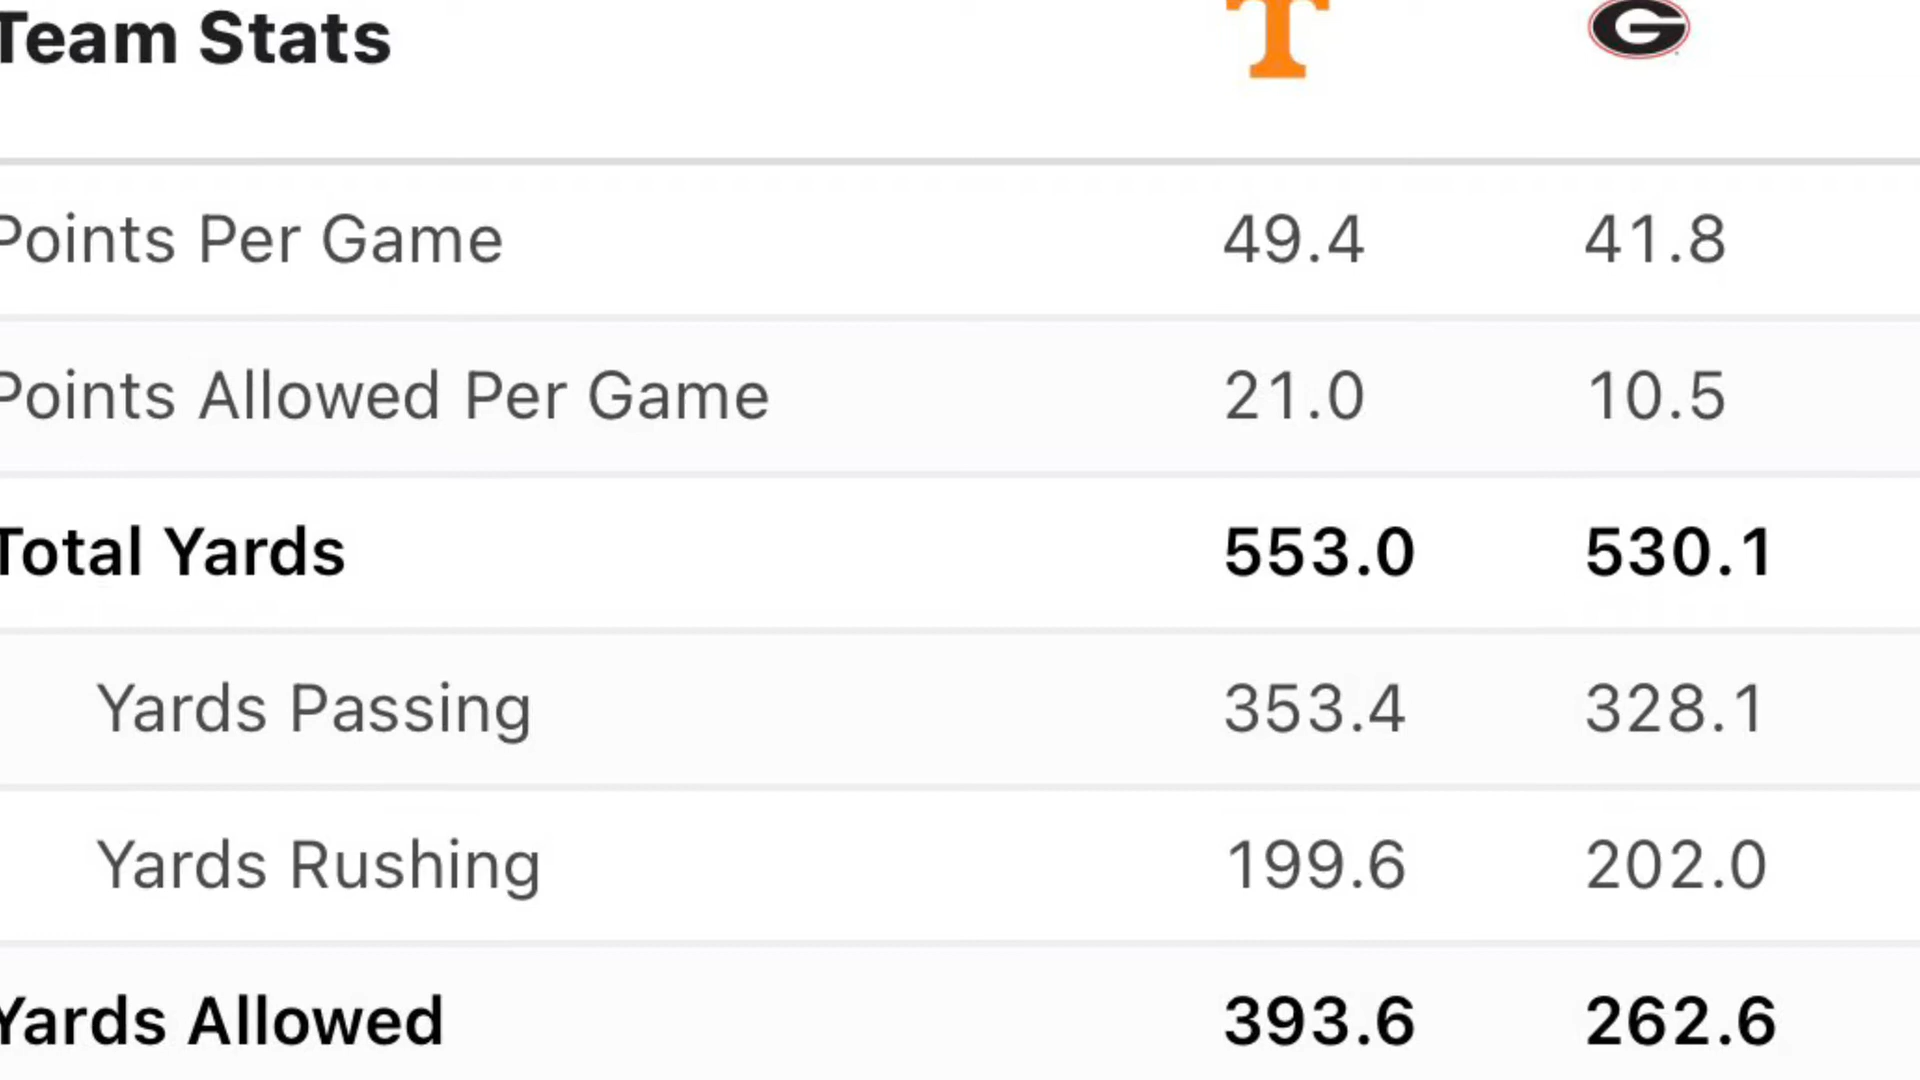 Team Stats T G
Points Per Game 49.4 41.8
Points Allowed Per Game 21.0 10.5
Total Yards 553.0 530.1
Yards Passing 353.4 328.1
Yards Rushing 199.6 202.0
Yards Allowed 393.6 262.6